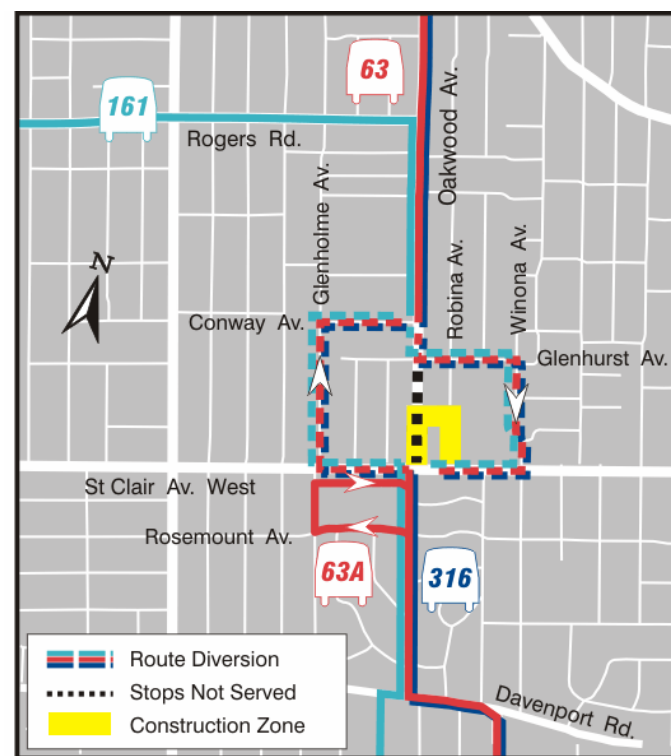 63
161
Rogers Rd.
Oakwood Av.
Glenholme Av.
Robina Av.
Winona Av.
N
Conway Av.
Glenhurst Av.
St Clair Av. West
Rosemount Av.
63A
316
Route Diversion
Stops Not Served
Construction Zone
Davenport Rd.